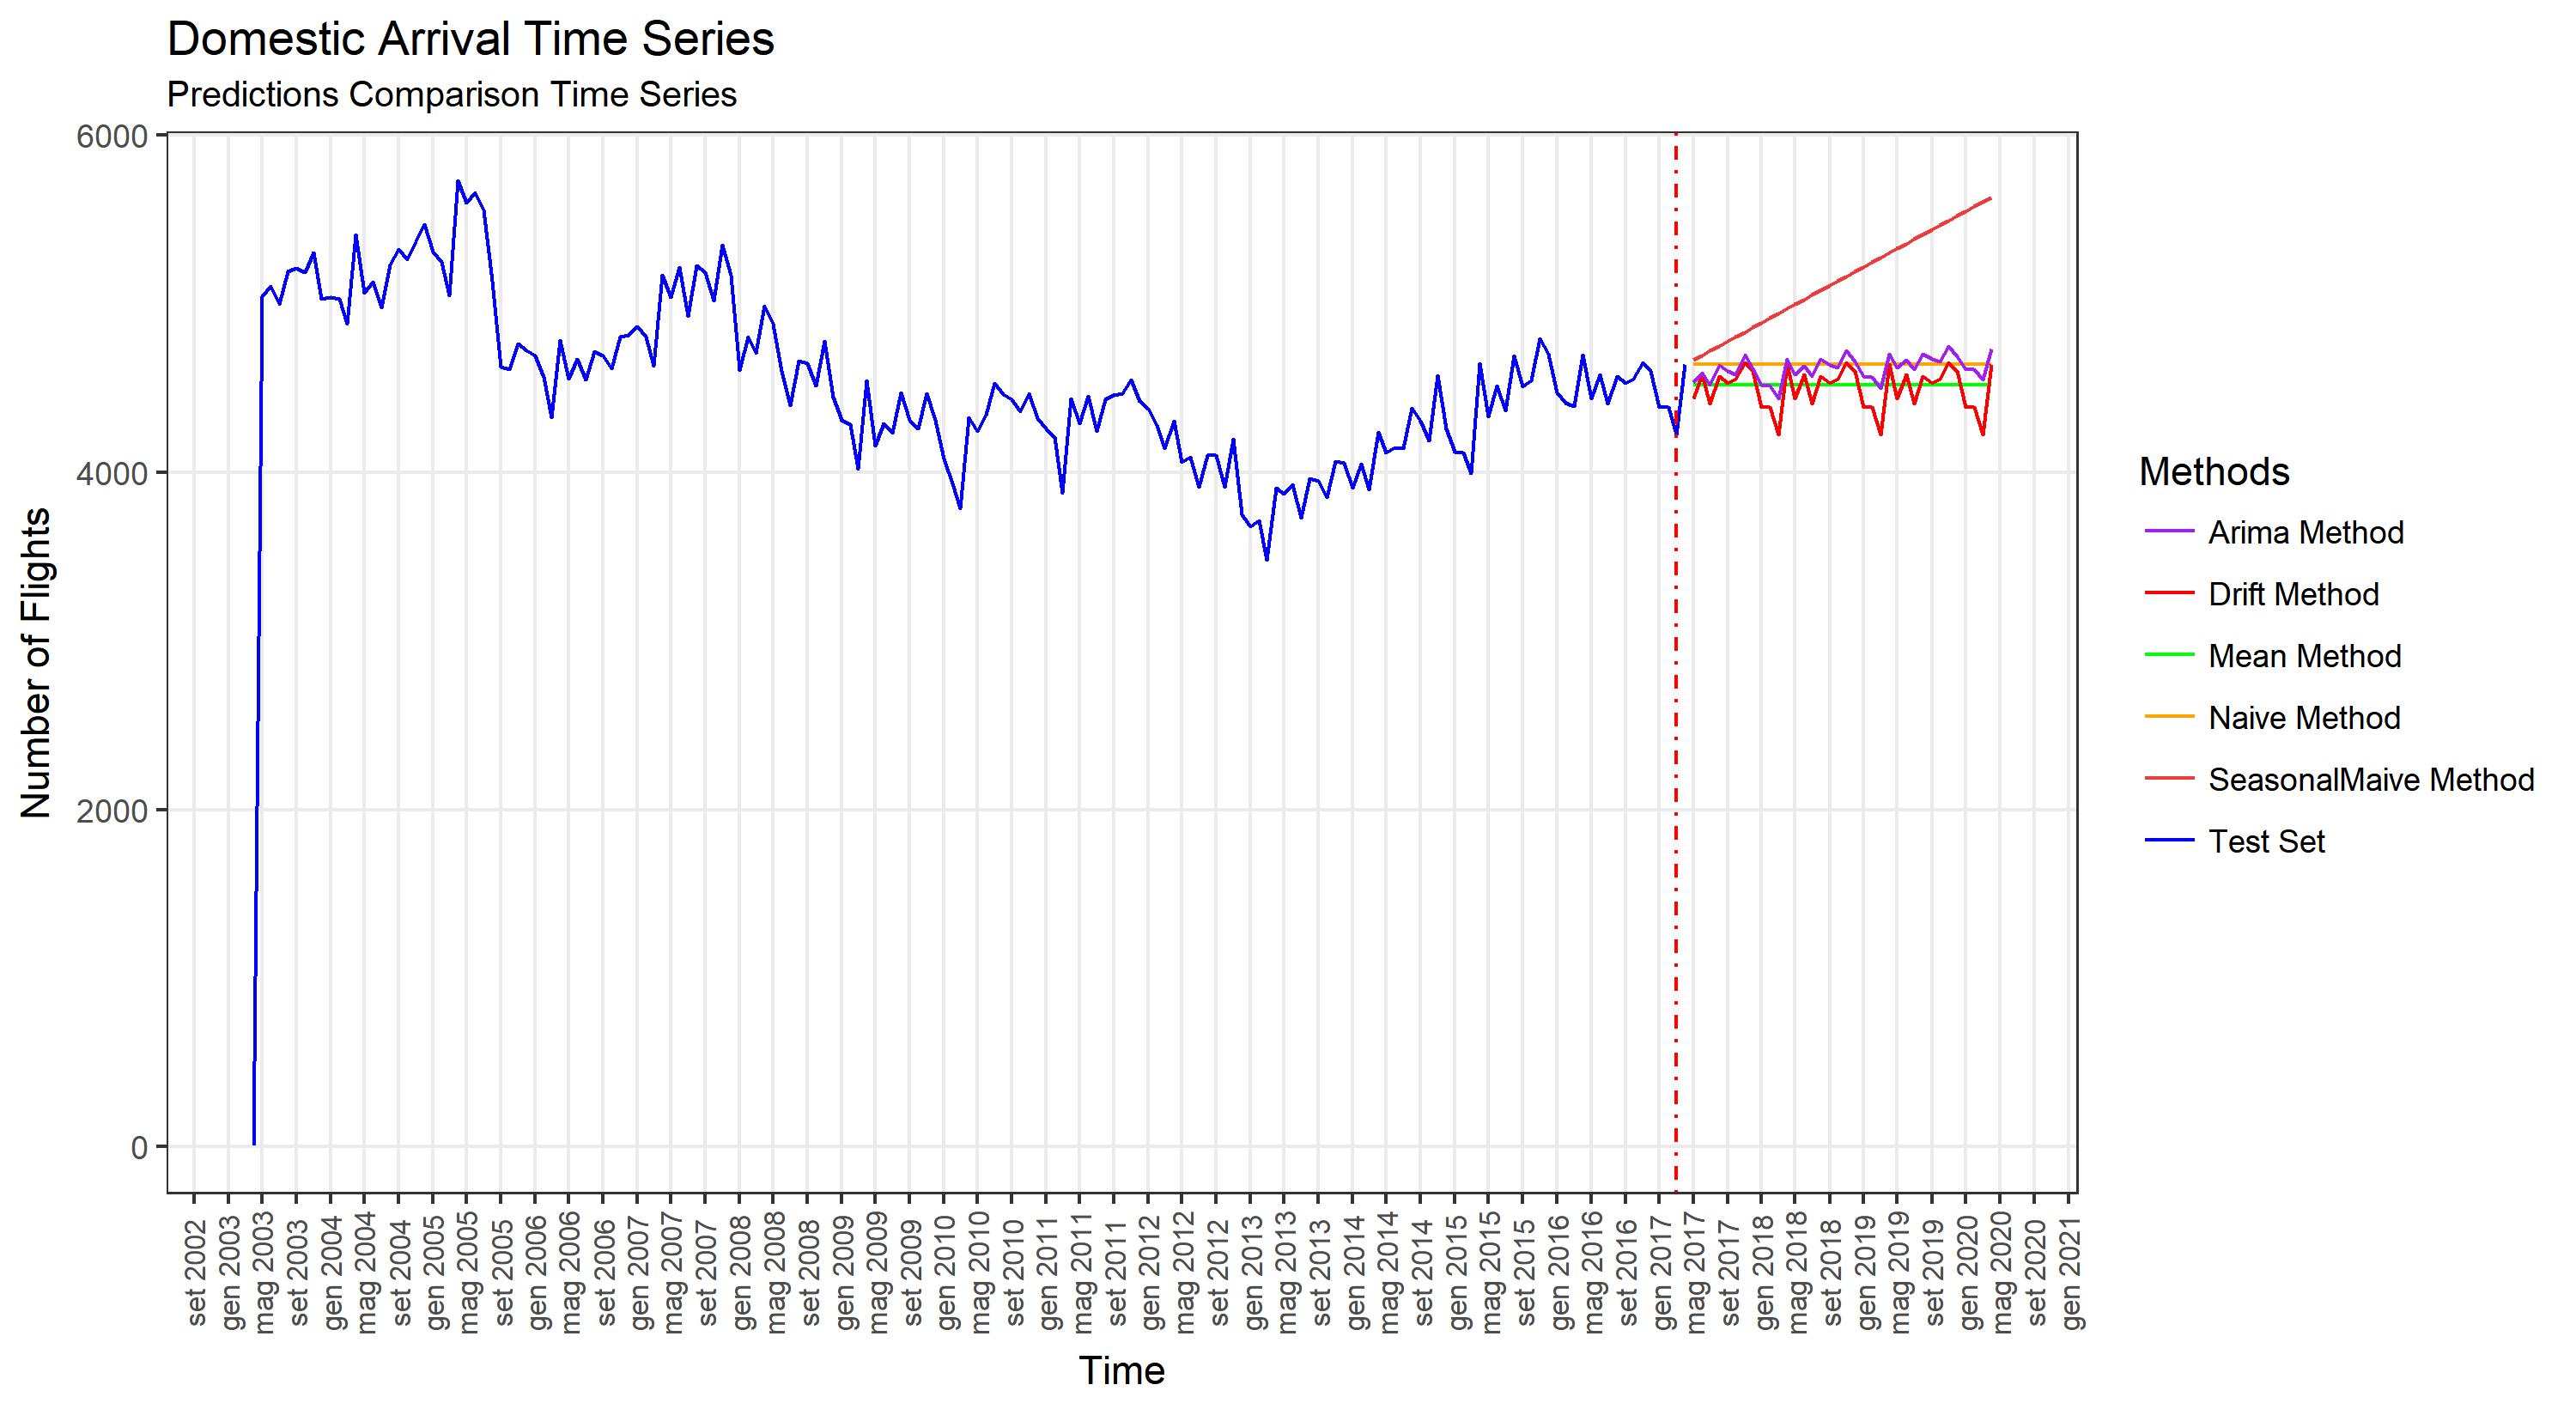 Domestic Arrival Time Series
Predictions Comparison Time Series
6000
4000
2000
0
Number of Flights
set 2002
gen 2003
mag 2003
set 2003
gen 2004
mag 2004
set 2004
gen 2005
mag 2005
set 2005
gen 2006
mag 2006
set 2006
gen 2007
mag 2007
set 2007
gen 2008
mag 2008
set 2008
gen 2009
mag 2009
set 2009
gen 2010
mag 2010
set 2010
gen 2011
mag 2011
set 2011
gen 2012
mag 2012
set 2012
gen 2013
mag 2013
set 2013
gen 2014
mag 2014
set 2014
gen 2015
mag 2015
set 2015
gen 2016
mag 2016
set 2016
gen 2017
mag 2017
set 2017
gen 2018
mag 2018
set 2018
gen 2019
mag 2019
set 2019
gen 2020
mag 2020
set 2020
gen 2021
Time
Methods
Arima Method
Drift Method
Mean Method
Naive Method
SeasonalMaive Method
Test Set